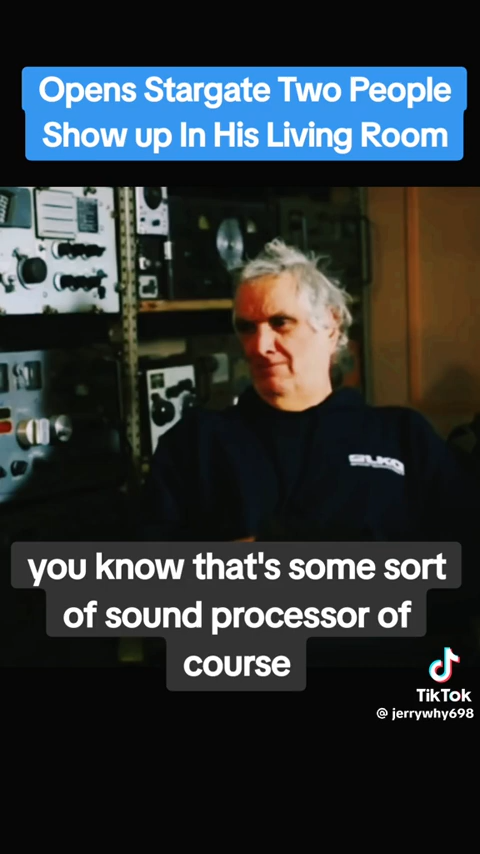 Opens Stargate Two People
Show up In His Living Room
you know that's some sort
of sound processor of
course
TikTok
@ jerrywhy698